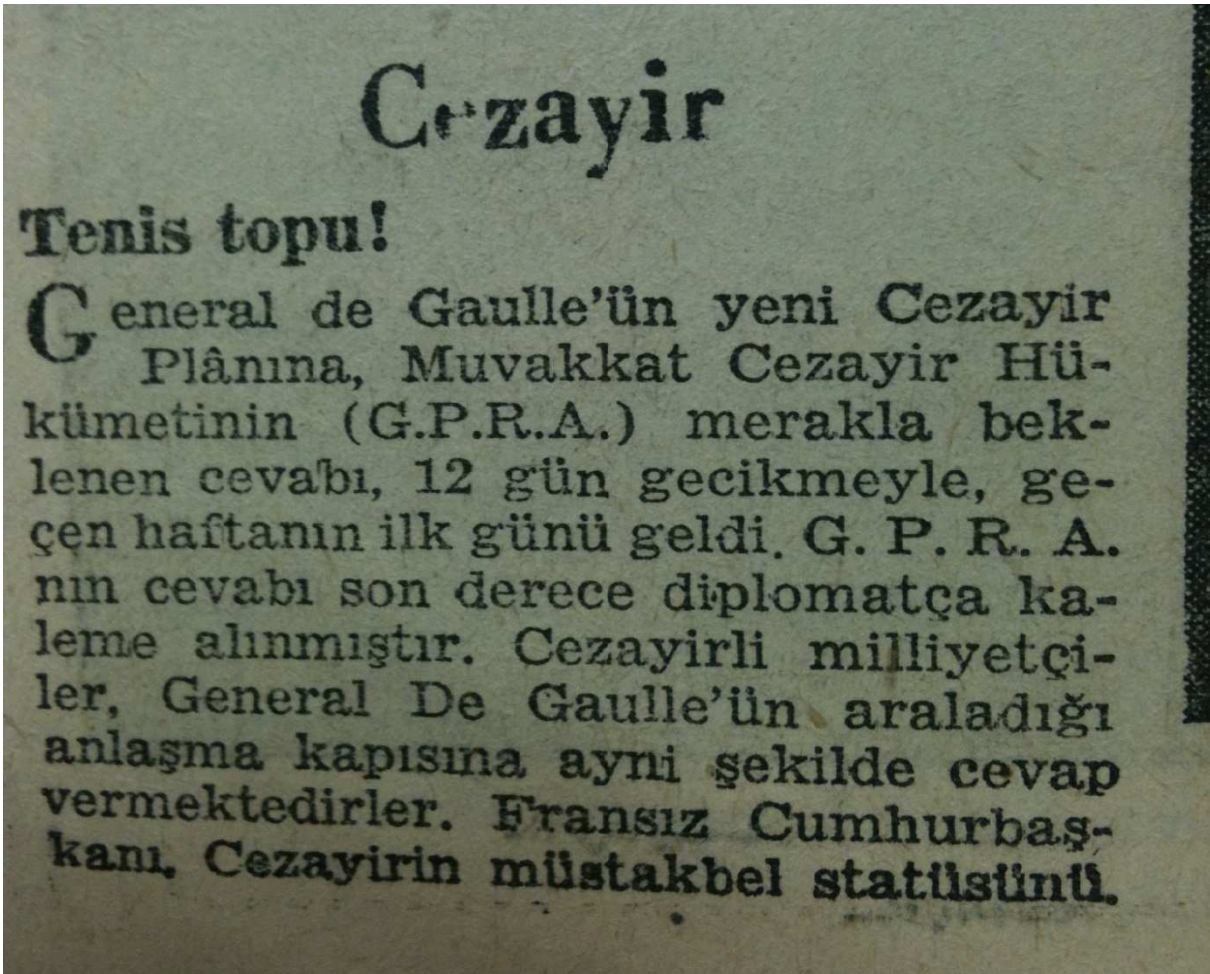 Cezayir
Tenis topu!
General de Gaulle'ün yeni Cezayir
Plânına, Muvakkat Cezayir Hü-
kümetinin (G.P.R.A.) merakla bek-
lenen cevabı, 12 gün gecikmeyle, ge-
çen haftanın ilk günü geldi. G. P. R. A.
nın cevabı son derece diplomatça ka-
leme alınmıştır. Cezayirli milliyetçi-
ler, General De Gaulle'ün araladığı
anlaşma kapısına ayni şekilde cevap
vermektedirler. Fransız Cumhurbaş-
kanı, Cezayirin müstakbel statüsünü.